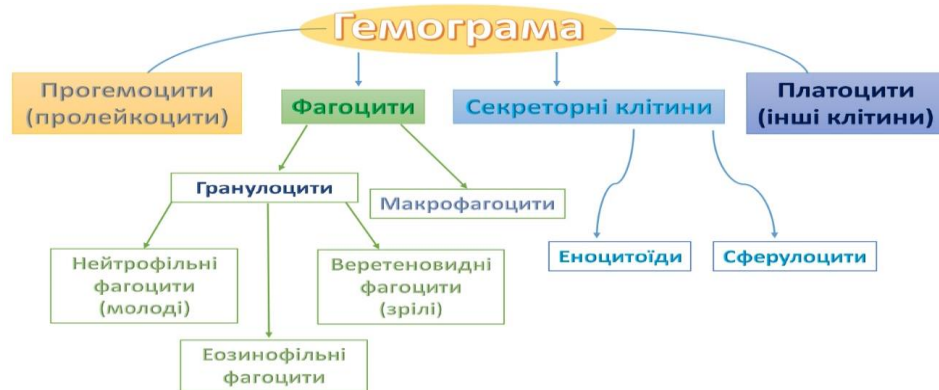 Гемограма
Прогемоцити
(пролейкоцити)
Фагоцити
Секреторні клітини
Платоцити
(інші клітини)
Гранулоцити
Макрофагоцити
Нейтрофільні
фагоцити
(молоді)
Веретеновидні
фагоцити
(зрілі)
Еозинофільні
фагоцити
Еноцитоїди
Сферулоцити